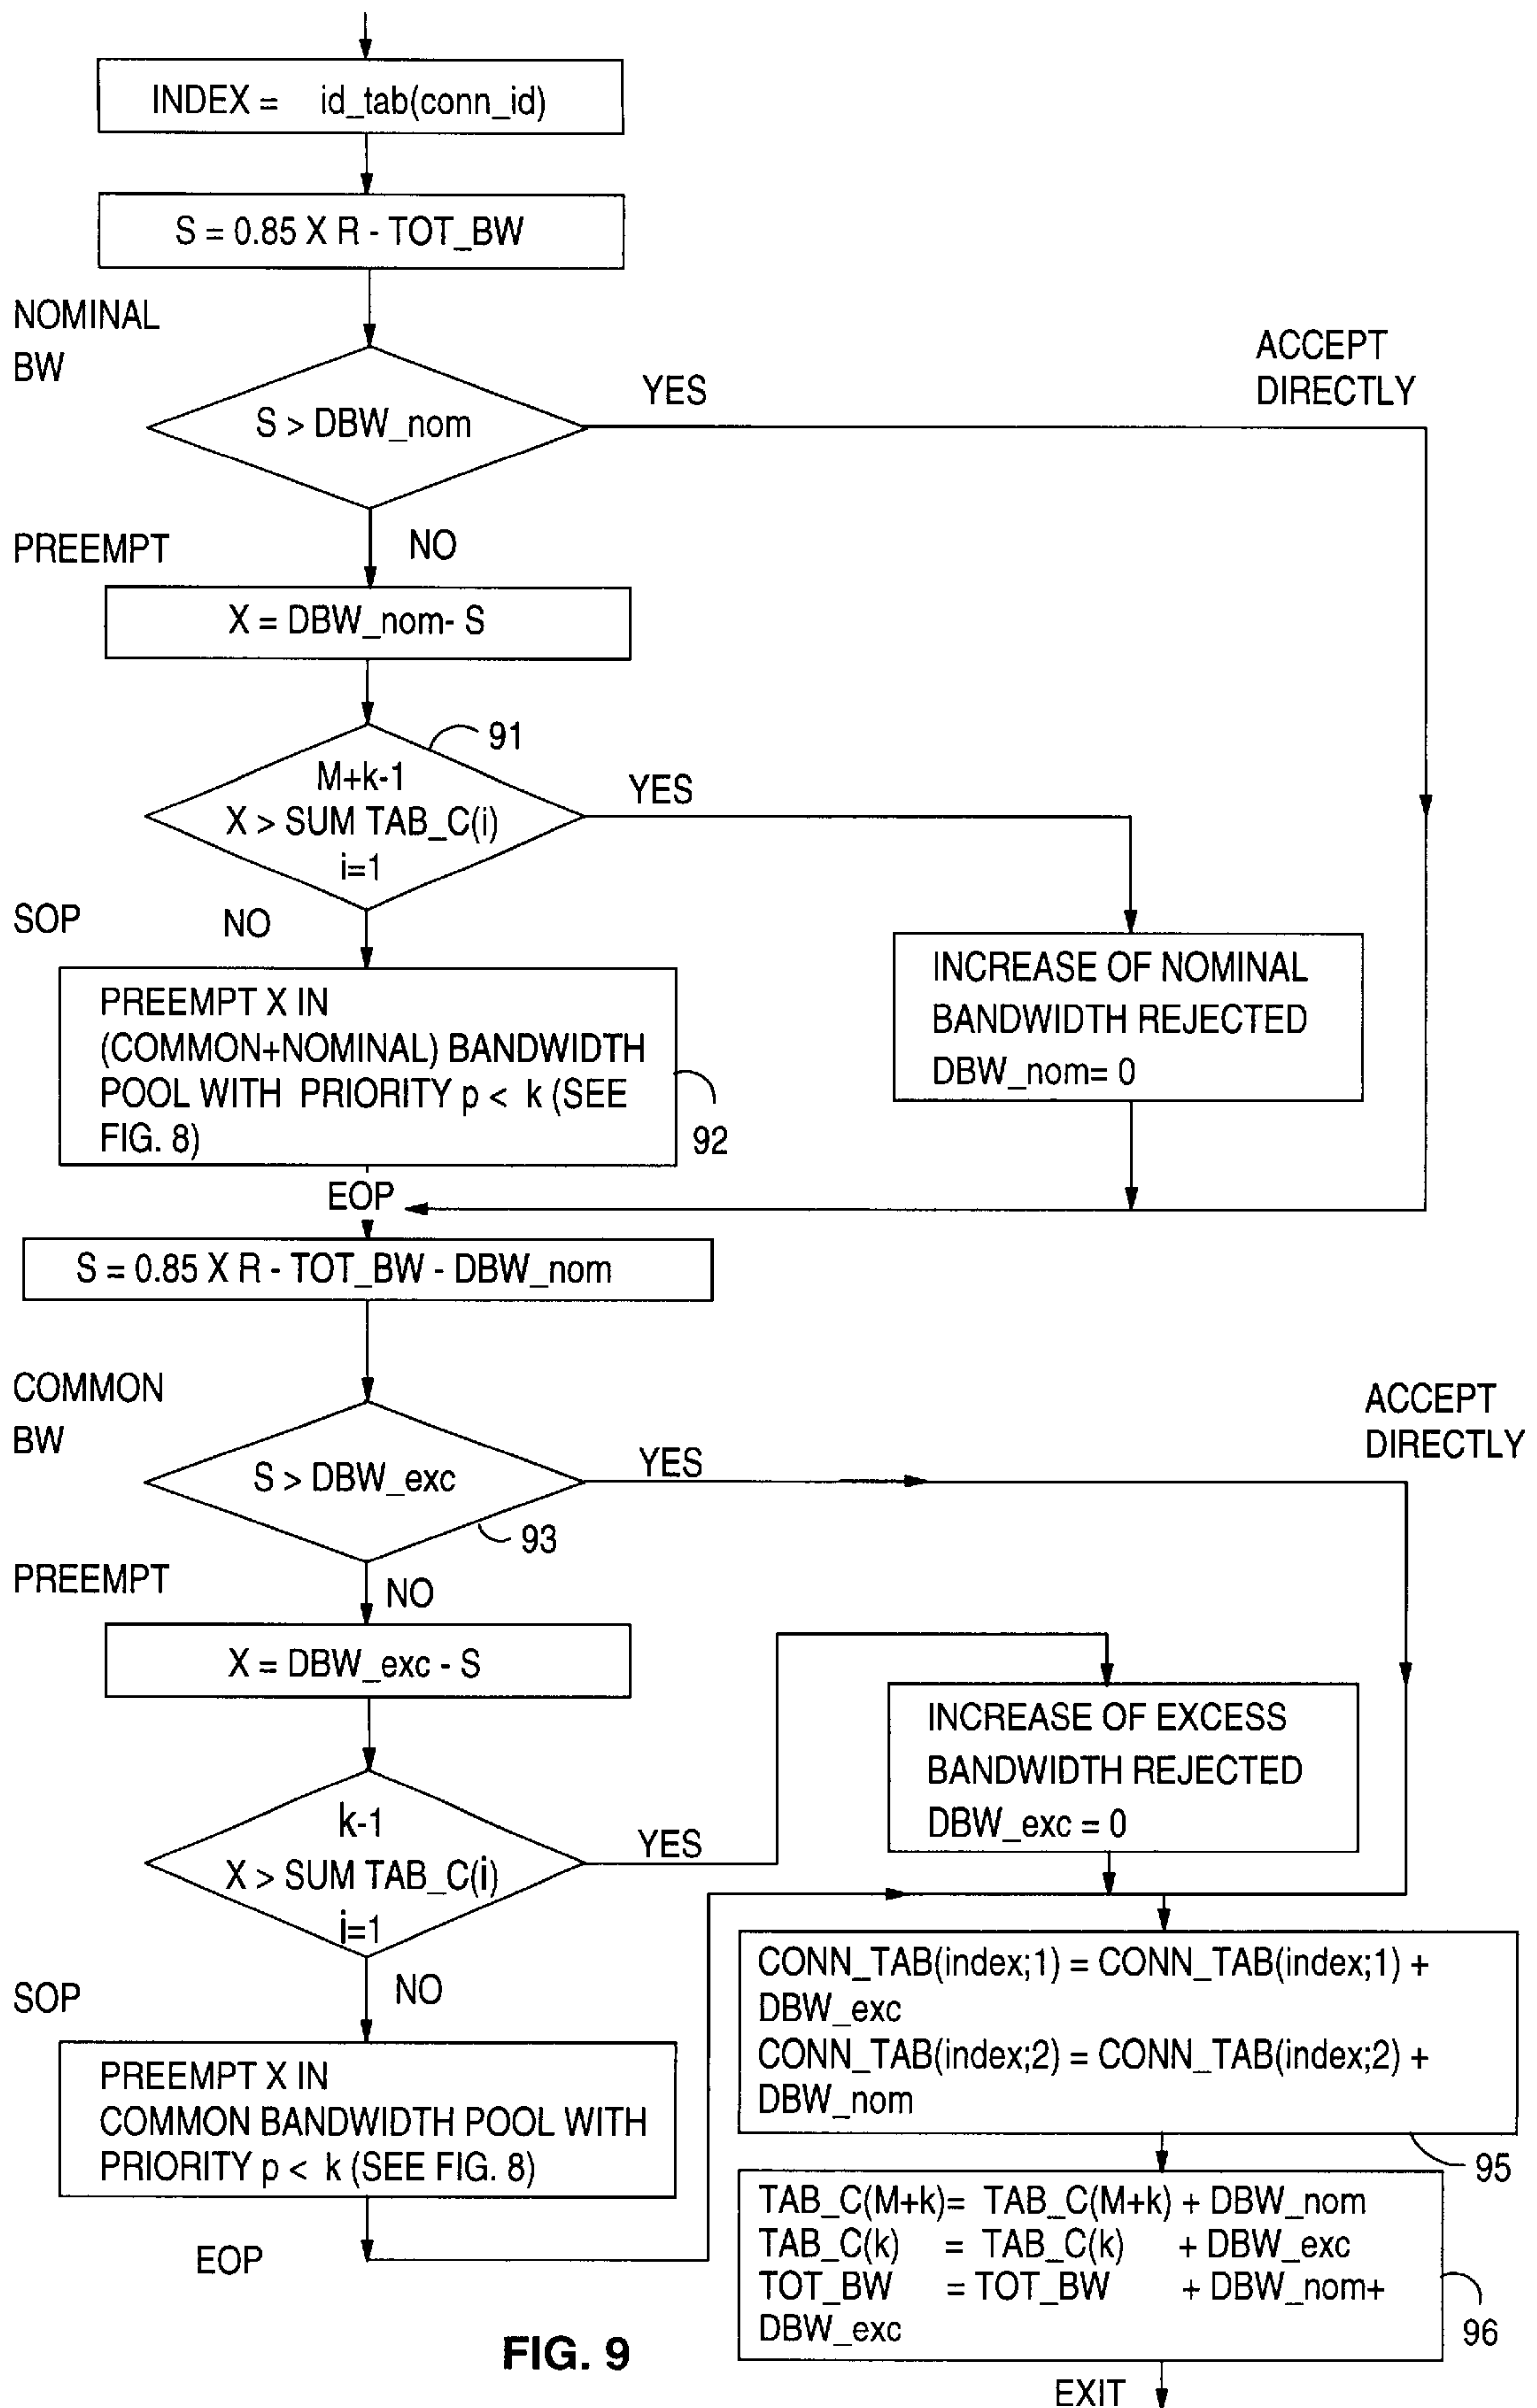 INDEX = id_tab(conn_id)
S = 0.85 X R - TOT_BW
NOMINAL
BW
ACCEPT
DIRECTLY
S > DBW_nom
YES
PREEMPT
NO
X = DBW_nom- S
91
M+k-1
X > SUM TAB_C(i)
i=1
YES
SOP
NO
INCREASE OF NOMINAL
BANDWIDTH REJECTED
DBW_nom= 0
PREEMPT X IN
(COMMON+NOMINAL) BANDWIDTH
POOL WITH PRIORITY p < k (SEE
FIG. 8)
92
EOP
S = 0.85 X R - TOT_BW - DBW_nom
COMMON
BW
ACCEPT
DIRECTLY
S > DBW_exc
YES
93
PREEMPT
NO
X = DBW_exc - S
INCREASE OF EXCESS
BANDWIDTH REJECTED
DBW_exc = 0
k-1
X > SUM TAB_C(i)
i=1
YES
SOP
NO
PREEMPT X IN
COMMON BANDWIDTH POOL WITH
PRIORITY p < k (SEE FIG. 8)
EOP
CONN_TAB(index;1) = CONN_TAB(index;1) +
DBW_exc
CONN_TAB(index;2) = CONN_TAB(index;2) +
DBW_nom
95
TAB_C(M+k)= TAB_C(M+k) + DBW_nom
TAB_C(k) = TAB_C(k) + DBW_exc
TOT_BW = TOT_BW + DBW_nom+
DBW_exc
96
EXIT
FIG. 9